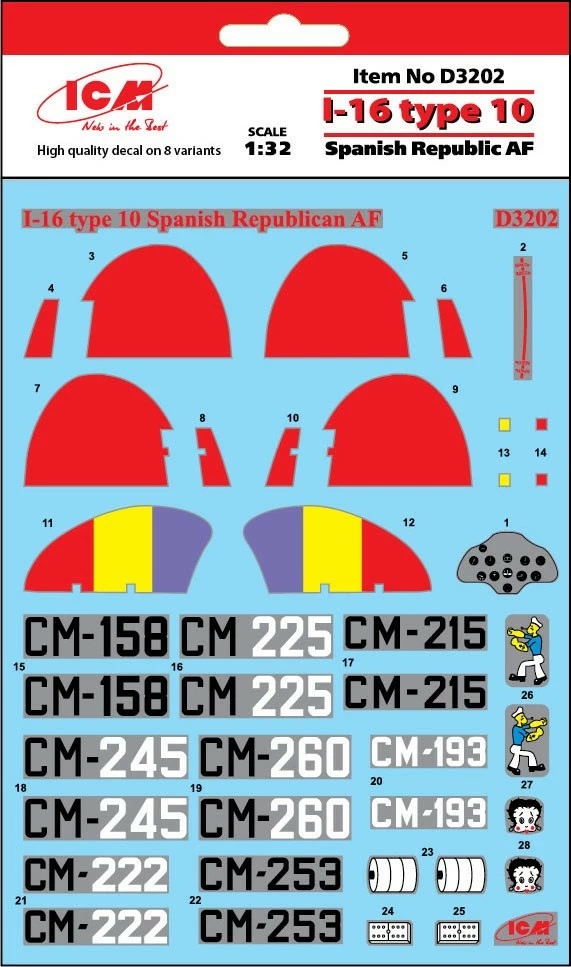 ICM
New in the Best
High quality decal on 8 variants
SCALE
1:32
Item No D3202
I-16 type 10
Spanish Republic AF
I-16 type 10 Spanish Republican AF
D3202
3
5
2
4
6
7
9
8
10
13
14
11
12
1
CM-158
CM 225
CM-215
15
16
17
CM-158
CM 225
CM-215
26
CM-245
CM-260
CM-193
18
19
20
27
CM-245
CM-260
CM-193
28
CM-222
CM-253
23
21
22
24
25
CM-222
CM-253
ICM